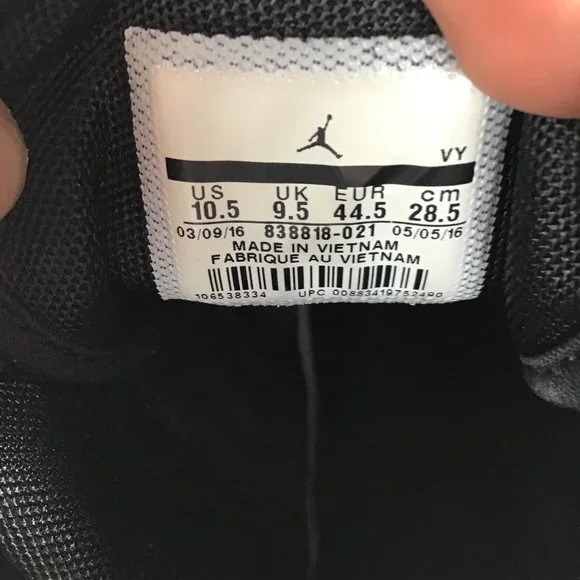 VY
US UK EUR cm
10.5 9.5 44.5 28.5
03/09/16 838818-021 05/05/16
MADE IN VIETNAM
FABRIQUE AU VIETNAM
106538334 UPC 00883419752490